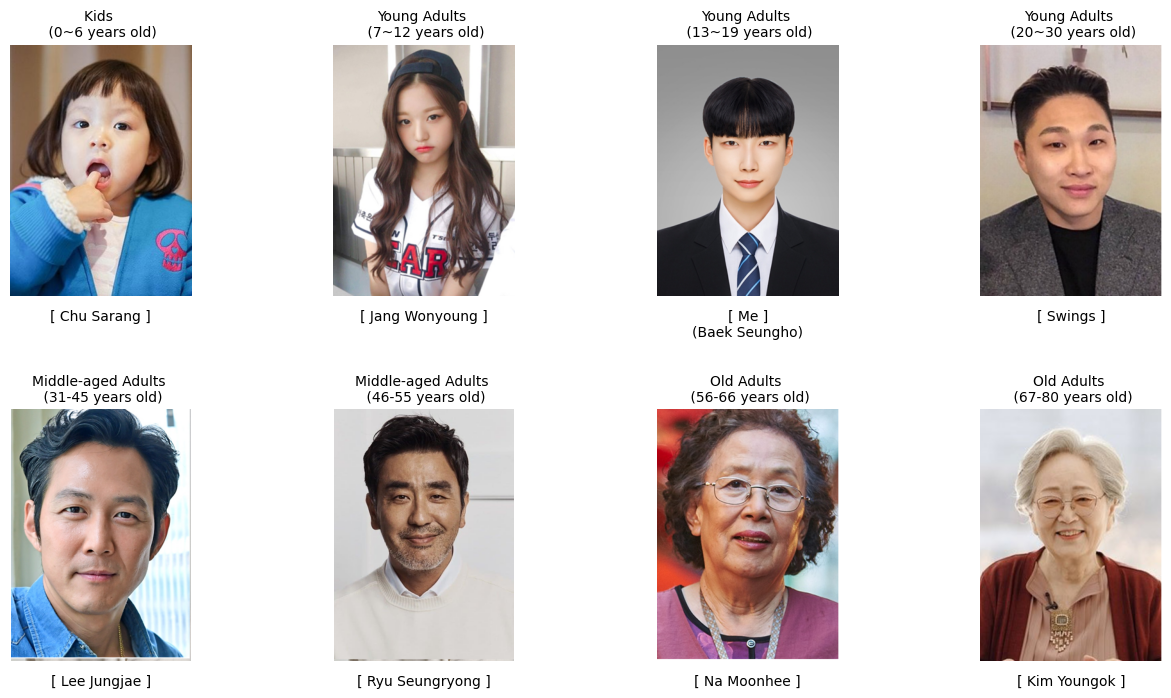 Kids
(0~6 years old)
Young Adults
(7~12 years old)
Young Adults
(13~19 years old)
Young Adults
(20~30 years old)
[ Chu Sarang ]
[ Jang Wonyoung ]
[ Me ]
(Baek Seungho)
[ Swings ]
EAR
Middle-aged Adults
(31-45 years old)
Middle-aged Adults
(46-55 years old)
Old Adults
(56-66 years old)
Old Adults
(67-80 years old)
[ Lee Jungjae ]
[ Ryu Seungryong ]
[ Na Moonhee ]
[ Kim Youngok ]